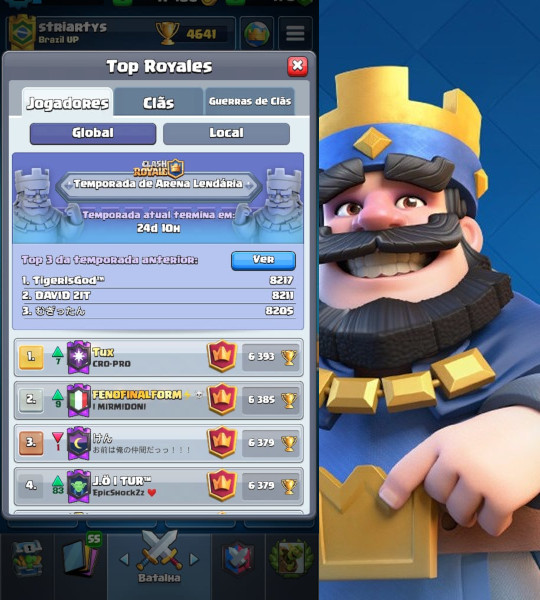 striartys
Brazil UP
4641
Top Royales
Jogadores
Clãs
Guerras de Clãs
Global
Local
CLASH ROYALE
Temporada de Arena Lendária
Temporada atual termina em:
24d 10h
Top 3 da temporada anterior:
Ver
1. TigerIsGod™ 8217
2. DAVID ZIT 8211
3. むぎったん 8205
1. 7 Tux 6 393
CRO-PRO
2. 9 FENOFINALFORM 6 385
I MIRMIDONI
3. 1 けん 6 379
お前は俺の仲間だっっ！！！
4. 83 J.Ö I TUR™ 6 379
EpicShockZz ❤️
55
Batalha